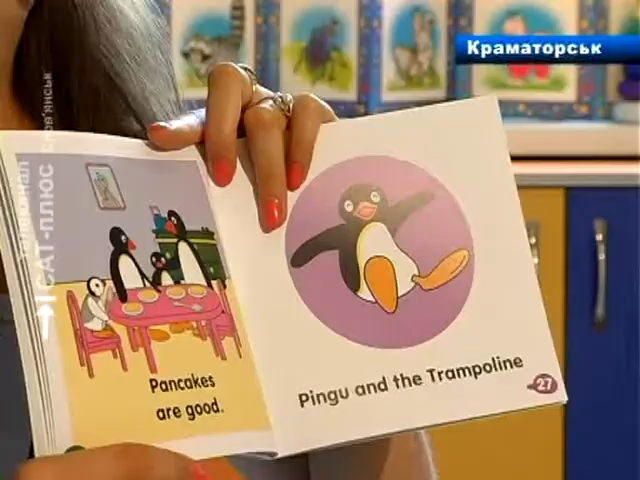 Краматорськ
САТ-ПЛЮС
Pancakes
are good.
Pingu and the Trampoline
27